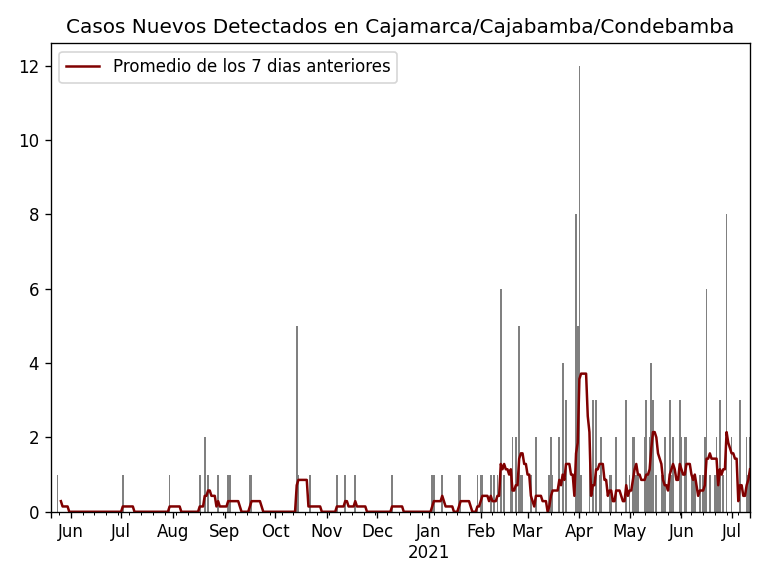 Casos Nuevos Detectados en Cajamarca/Cajabamba/Condebamba
Promedio de los 7 dias anteriores
12
10
8
6
4
2
0
Jun Jul Aug Sep Oct Nov Dec Jan Feb Mar Apr May Jun Jul
2021